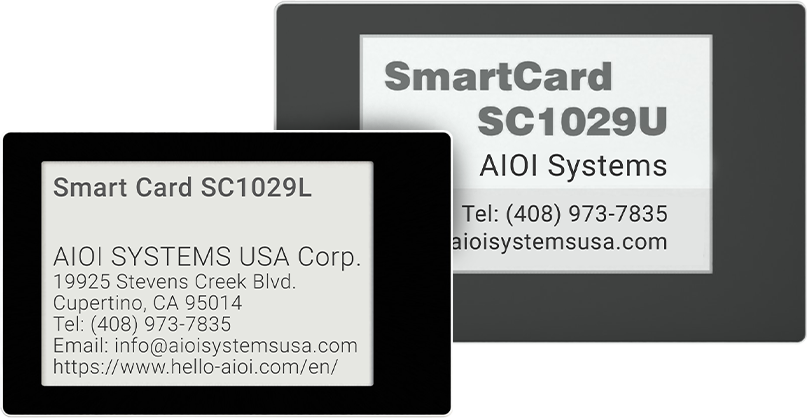 SmartCard
SC1029U
AIOI Systems
Tel: (408) 973-7835
aioisystemsusa.com
Smart Card SC1029L
AIOI SYSTEMS USA Corp.
19925 Stevens Creek Blvd.
Cupertino, CA 95014
Tel: (408) 973-7835
Email: info@aioisystemsusa.com
https://www.hello-aioi.com/en/